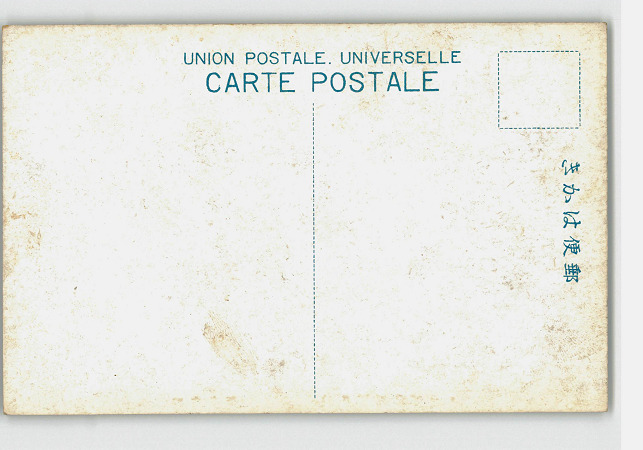 UNION POSTALE. UNIVERSELLE
CARTE POSTALE
郵便はかき